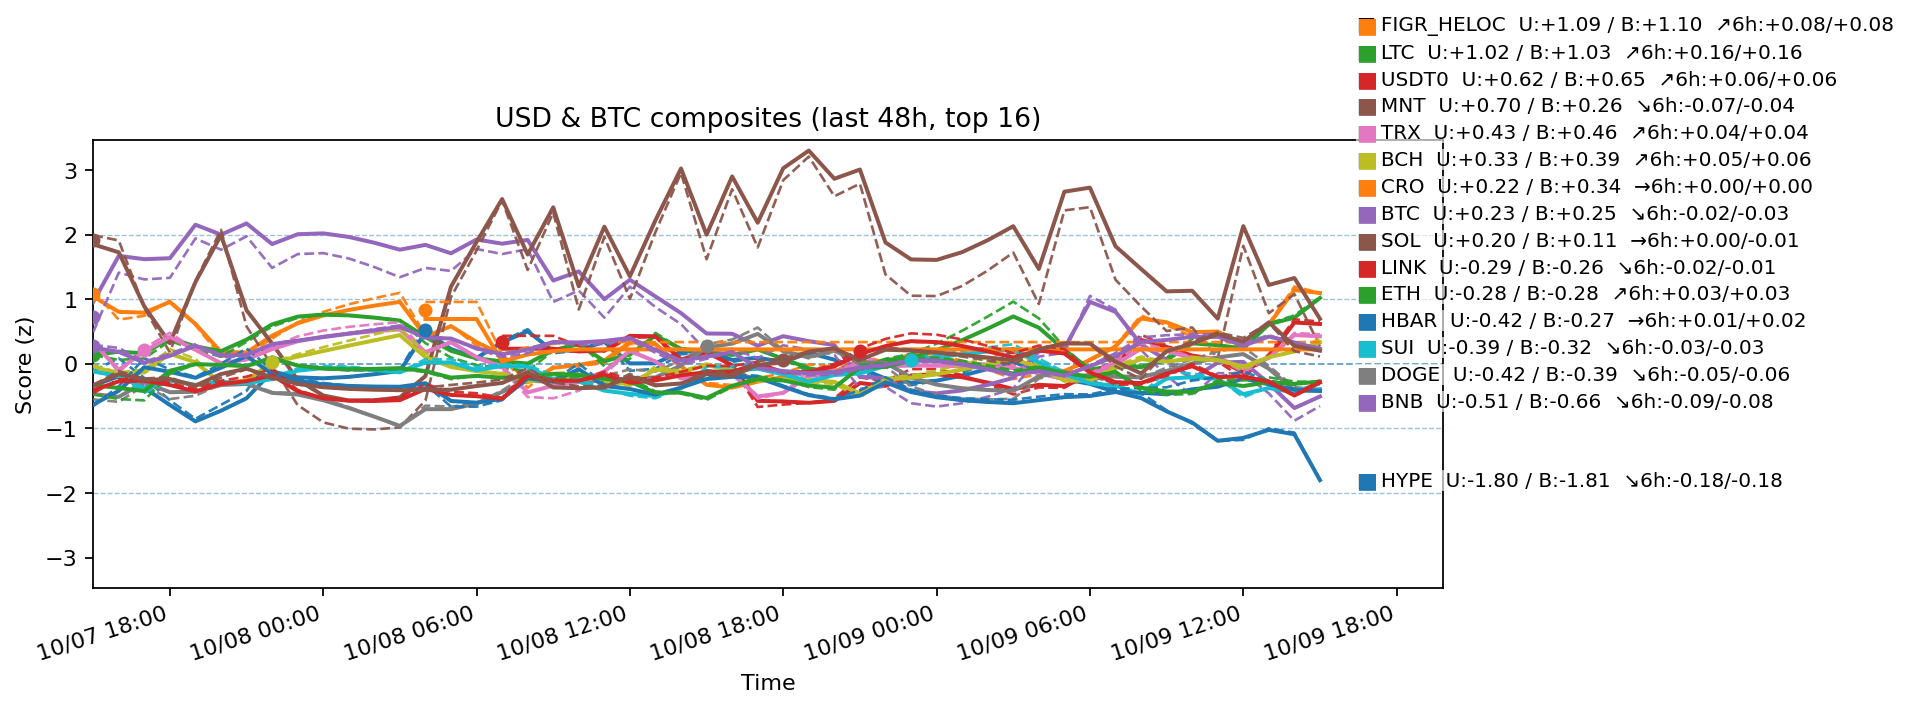 FIGR_HELOC U:+1.09 / B:+1.10 ↗6h:+0.08/+0.08
LTC U:+1.02 / B:+1.03 ↗6h:+0.16/+0.16
USDT0 U:+0.62 / B:+0.65 ↗6h:+0.06/+0.06
MNT U:+0.70 / B:+0.26 ↘6h:-0.07/-0.04
TRX U:+0.43 / B:+0.46 ↗6h:+0.04/+0.04
BCH U:+0.33 / B:+0.39 ↗6h:+0.05/+0.06
CRO U:+0.22 / B:+0.34 →6h:+0.00/+0.00
BTC U:+0.23 / B:+0.25 ↘6h:-0.02/-0.03
SOL U:+0.20 / B:+0.11 →6h:+0.00/-0.01
LINK U:-0.29 / B:-0.26 ↘6h:-0.02/-0.01
ETH U:-0.28 / B:-0.28 ↗6h:+0.03/+0.03
HBAR U:-0.42 / B:-0.27 →6h:+0.01/+0.02
SUI U:-0.39 / B:-0.32 ↘6h:-0.03/-0.03
DOGE U:-0.42 / B:-0.39 ↘6h:-0.05/-0.06
BNB U:-0.51 / B:-0.66 ↘6h:-0.09/-0.08
HYPE U:-1.80 / B:-1.81 ↘6h:-0.18/-0.18
USD & BTC composites (last 48h, top 16)
Score (z)
3
2
1
0
−1
−2
−3
10/07 18:00
10/08 00:00
10/08 06:00
10/08 12:00
10/08 18:00
10/09 00:00
10/09 06:00
10/09 12:00
10/09 18:00
Time